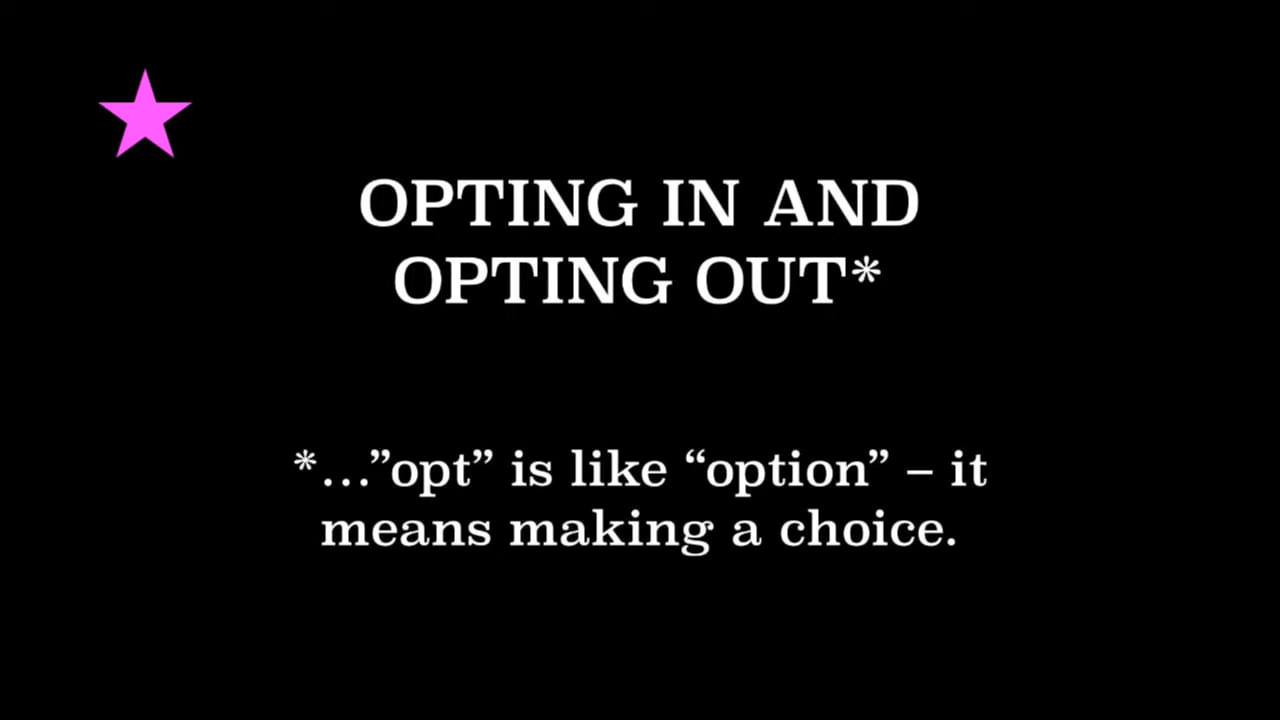 OPTING IN AND
OPTING OUT*
*...”opt” is like “option” – it
means making a choice.